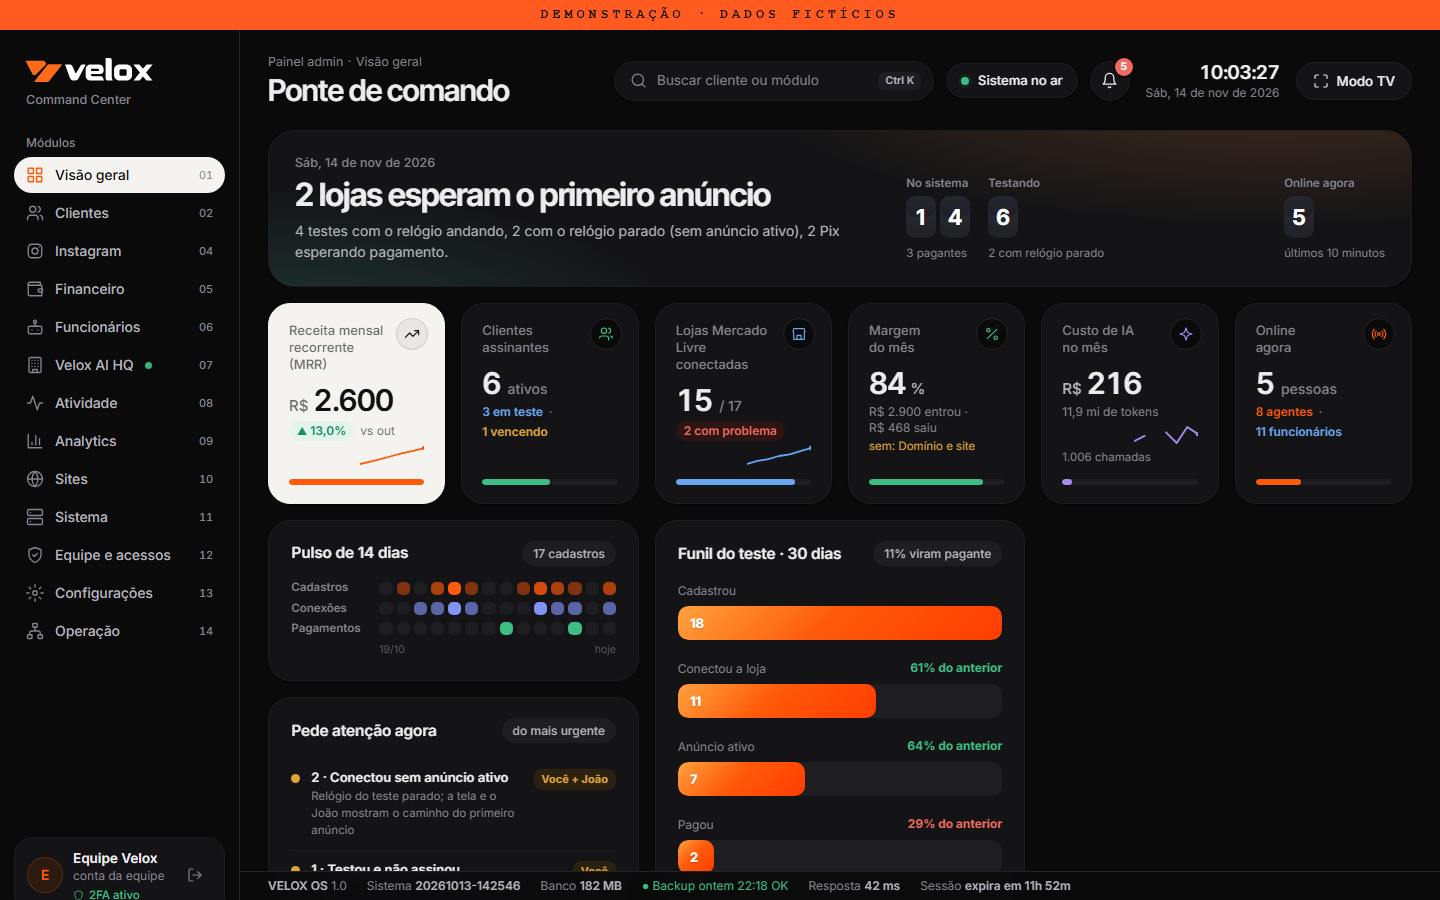 DEMONSTRAÇÃO · DADOS FICTÍCIOS
velox
Command Center
Módulos
Visão geral 01
Clientes 02
Instagram 04
Financeiro 05
Funcionários 06
Velox AI HQ 07
Atividade 08
Analytics 09
Sites 10
Sistema 11
Equipe e acessos 12
Configurações 13
Operação 14
E
Equipe Velox
conta da equipe
2FA ativo
Painel admin · Visão geral
Ponte de comando
Buscar cliente ou módulo Ctrl K
Sistema no ar
5
10:03:27
Sáb, 14 de nov de 2026
Modo TV
Sáb, 14 de nov de 2026
2 lojas esperam o primeiro anúncio
4 testes com o relógio andando, 2 com o relógio parado (sem anúncio ativo), 2 Pix
esperando pagamento.
No sistema
1 4
3 pagantes
Testando
6
2 com relógio parado
Online agora
5
últimos 10 minutos
Receita mensal
recorrente
(MRR)
R$ 2.600
13,0% vs out
Clientes
assinantes
6 ativos
3 em teste ·
1 vencendo
Lojas Mercado
Livre
conectadas
15 / 17
2 com problema
Margem
do mês
84 %
R$ 2.900 entrou ·
R$ 468 saiu
sem: Domínio e site
Custo de IA
no mês
R$ 216
11,9 mi de tokens
1.006 chamadas
Online
agora
5 pessoas
8 agentes ·
11 funcionários
Pulso de 14 dias 17 cadastros
Cadastros
Conexões
Pagamentos
19/10 hoje
Pede atenção agora do mais urgente
2 · Conectou sem anúncio ativo Você + João
Relógio do teste parado; a tela e o
João mostram o caminho do primeiro
anúncio
1 · Testou e não assinou Você
Funil do teste · 30 dias 11% viram pagante
Cadastrou
18
Conectou a loja 61% do anterior
11
Anúncio ativo 64% do anterior
7
Pagou 29% do anterior
2
VELOX OS 1.0 Sistema 20261013-142546 Banco 182 MB Backup ontem 22:18 OK Resposta 42 ms Sessão expira em 11h 52m